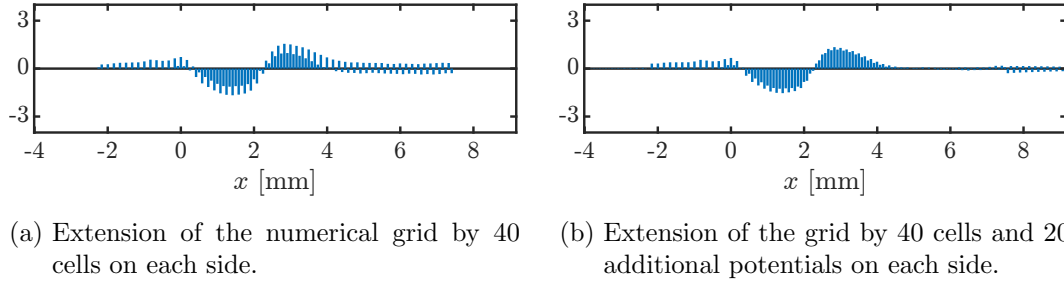 3
0
-3
-4 -2 0 2 4 6 8
x [mm]
(a) Extension of the numerical grid by 40
cells on each side.
3
0
-3
-4 -2 0 2 4 6 8
x [mm]
(b) Extension of the grid by 40 cells and 20
additional potentials on each side.